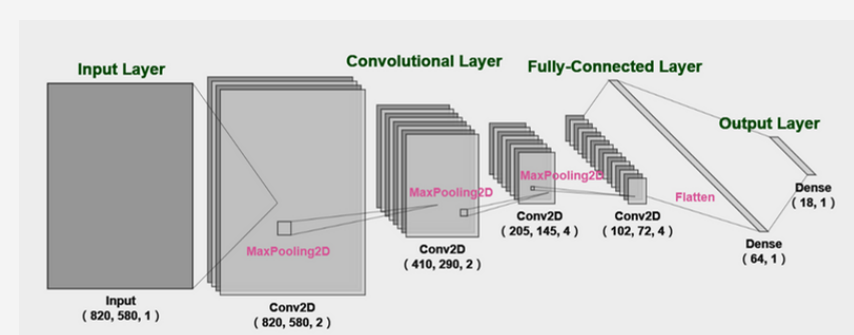 Input Layer
Convolutional Layer
Fully-Connected Layer
Output Layer
MaxPooling2D
MaxPooling2D
MaxPooling2D
Flatten
Input
( 820, 580, 1 )
Conv2D
( 820, 580, 2 )
Conv2D
( 410, 290, 2 )
Conv2D
( 205, 145, 4 )
Conv2D
( 102, 72, 4 )
Dense
( 64, 1 )
Dense
( 18, 1 )